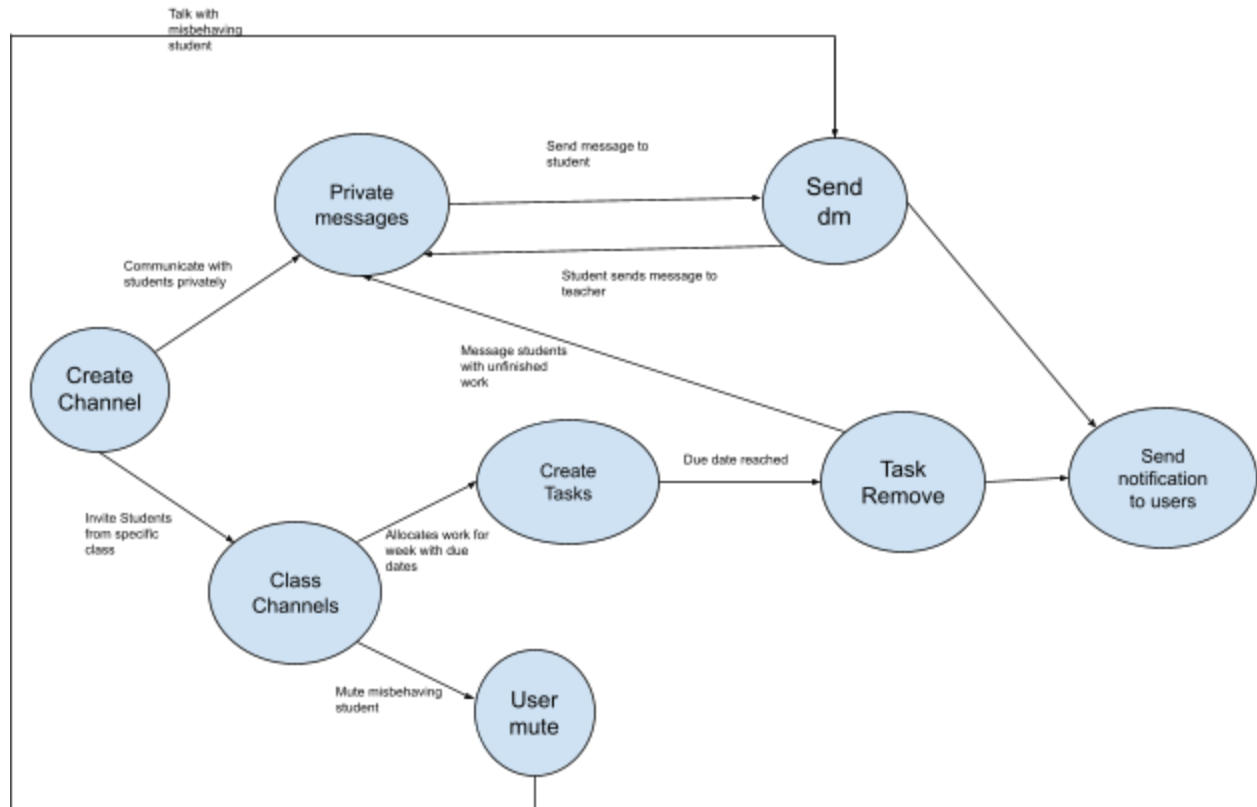 Talk with
misbehaving
student
Send message to
student
Private
messages
Send
dm
Communicate with
students privately
Student sends message to
teacher
Message students
with unfinished
work
Create
Channel
Create
Tasks
Due date reached
Task
Remove
Send
notification
to users
Invite Students
from specific
class
Allocates work for
week with due
dates
Class
Channels
Mute misbehaving
student
User
mute